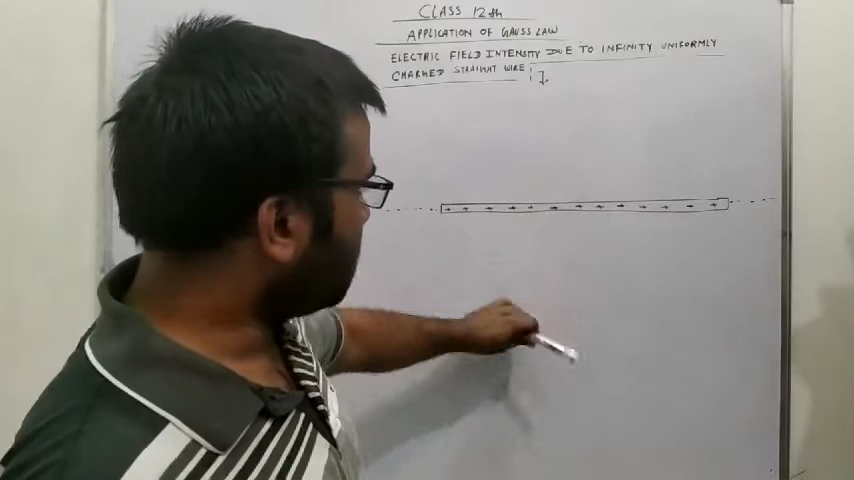 CLASS 12th
APPLICATION OF GAUSS LAW
ELECTRIC FIELD INTENSITY DUE TO INFINITY UNIFORMLY
CHARGED STRAIGHT WIRE :].
+ + + + + + + + + + + +